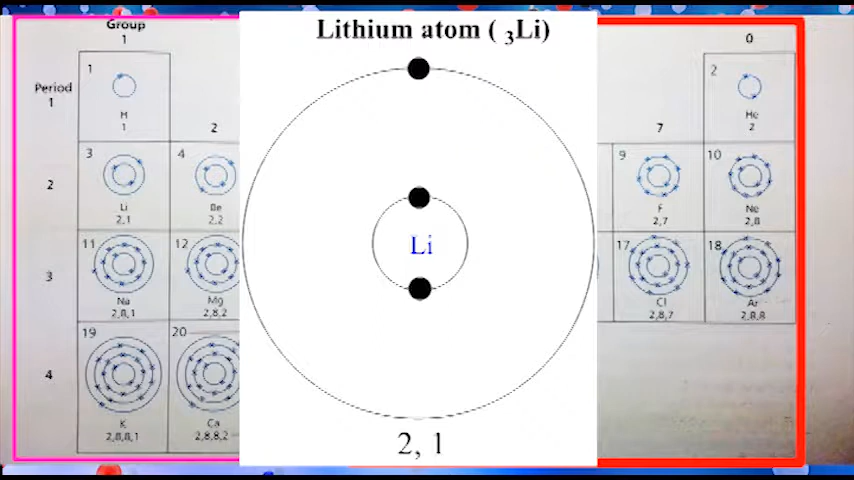 Lithium atom ( ₃Li)
Li
2, 1
Group
1
2
7
0
Period
1
2
3
4
1
H
1
2
He
2
3
Li
2,1
4
Be
2,2
9
F
2,7
10
Ne
2,8
11
Na
2,8,1
12
Mg
2,8,2
17
Cl
2,8,7
18
Ar
2,8,8
19
K
2,8,8,1
20
Ca
2,8,8,2